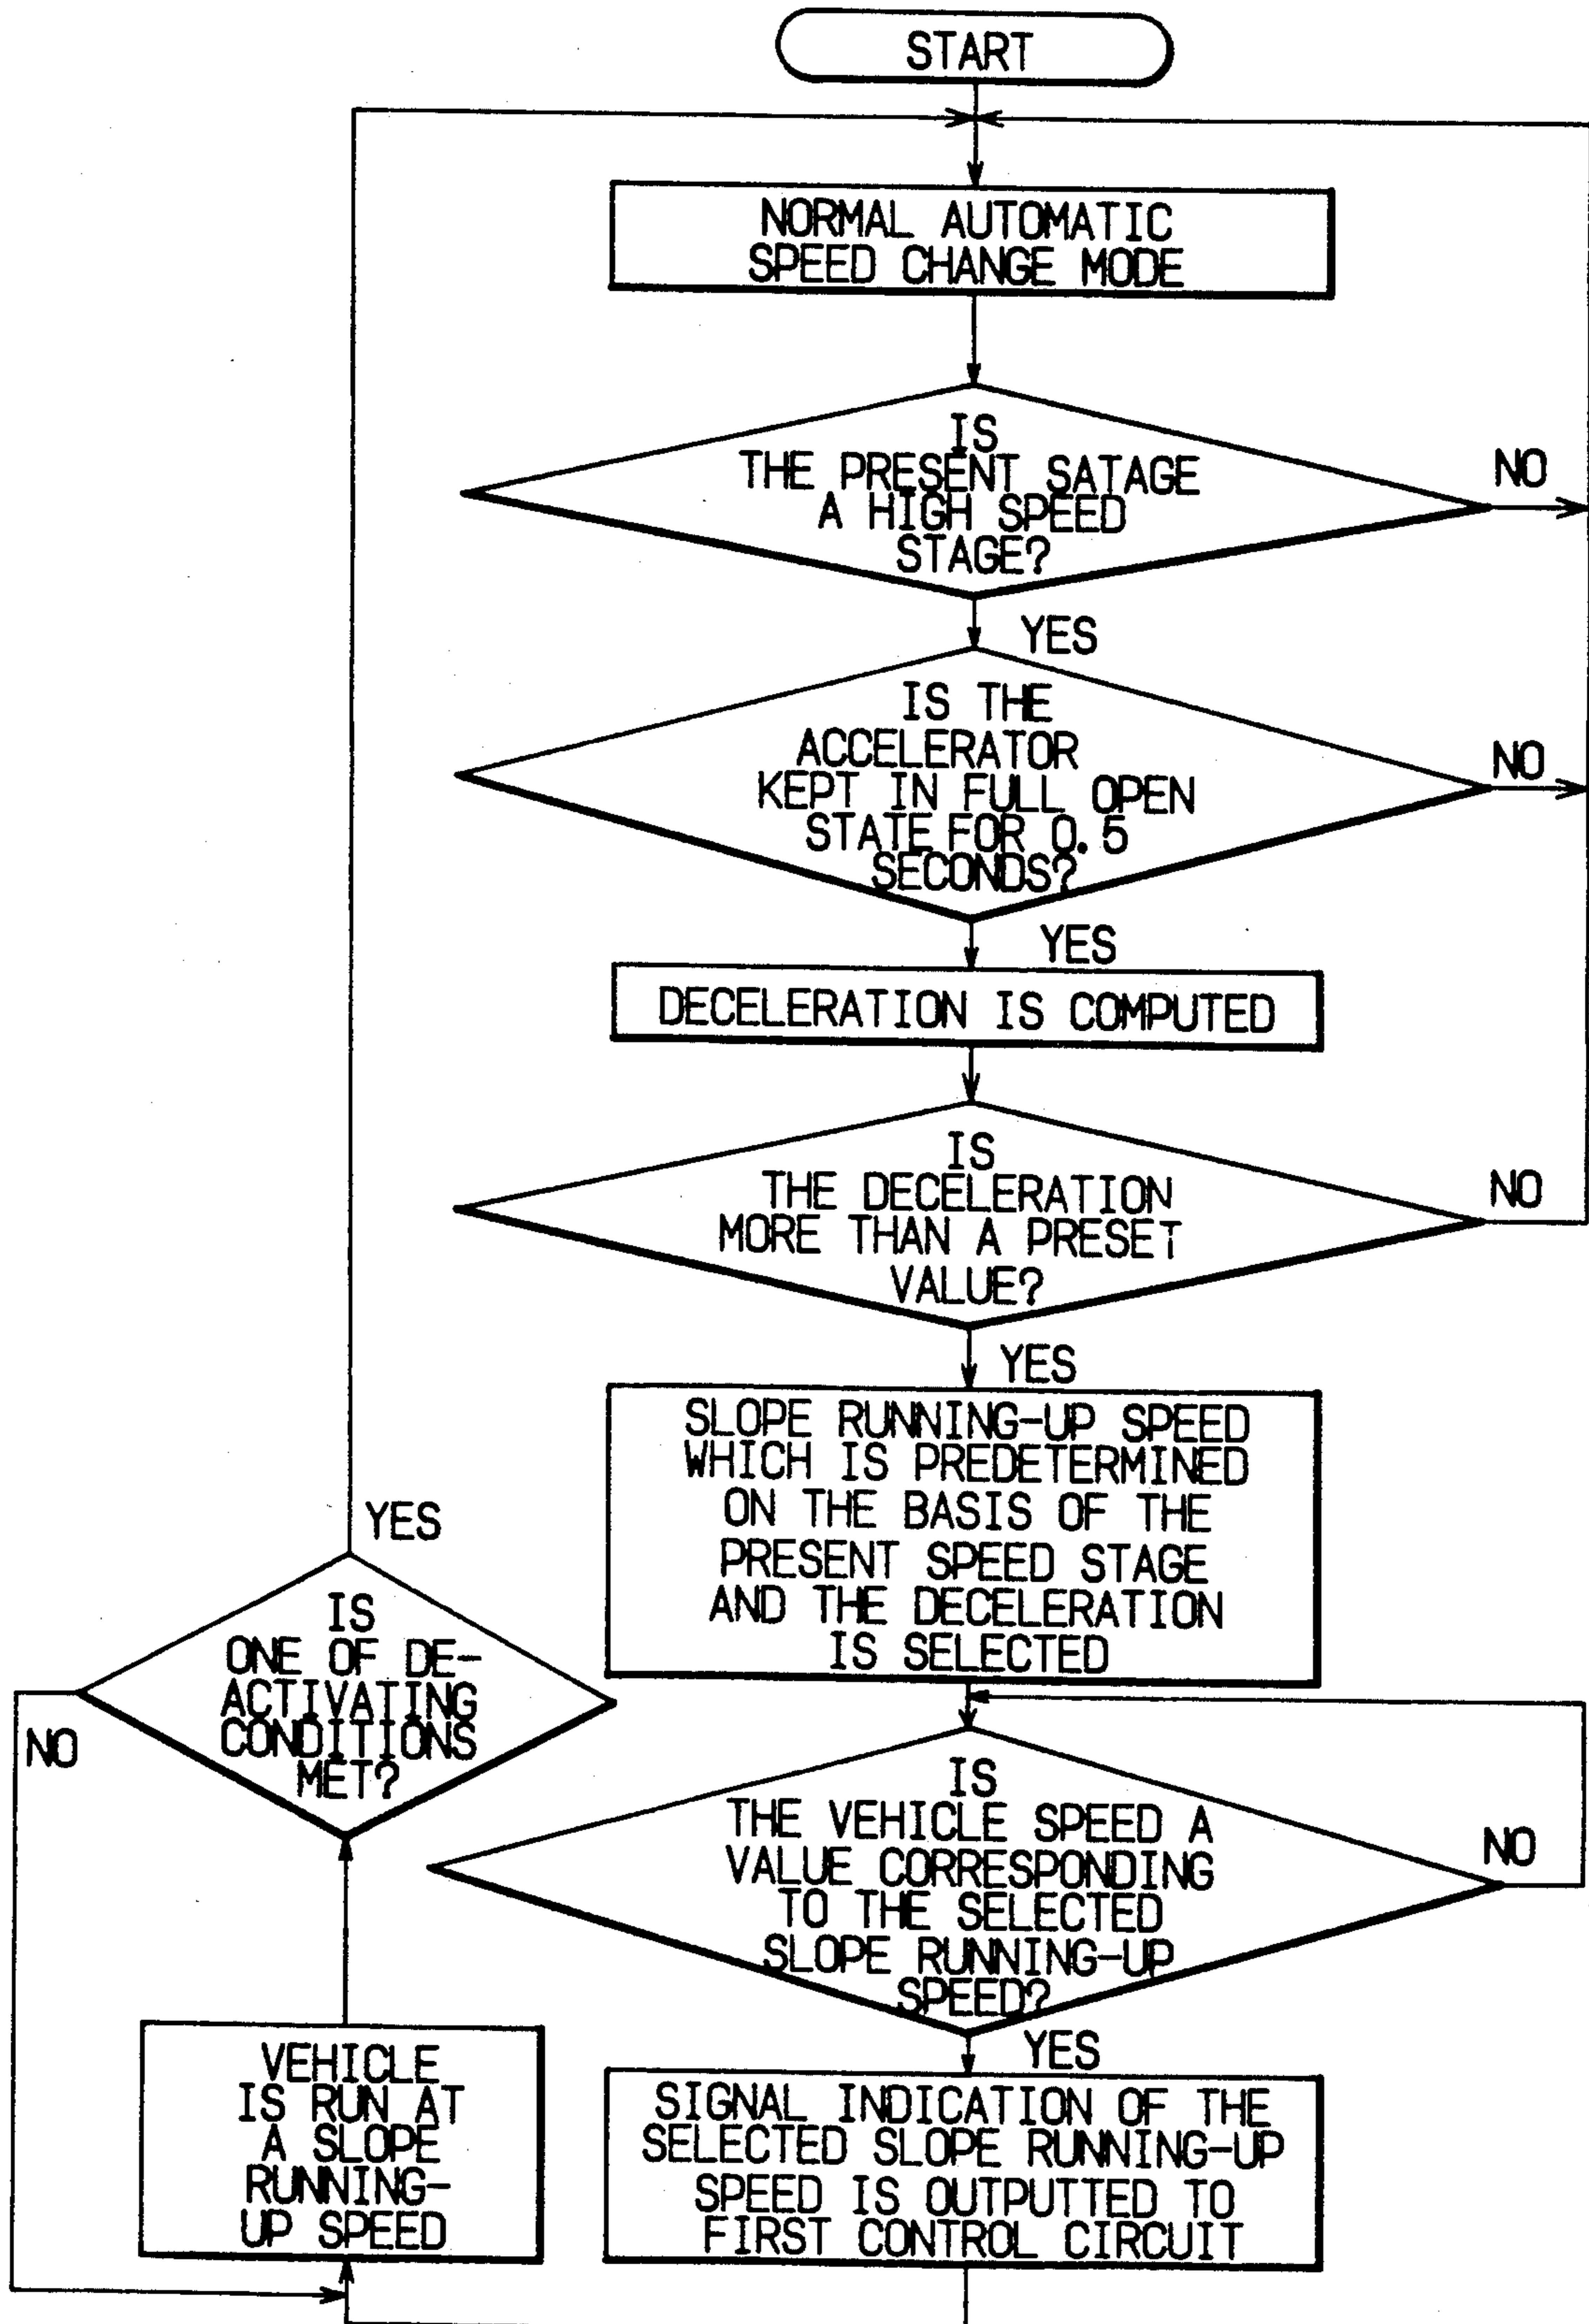 START
NORMAL AUTOMATIC
SPEED CHANGE MODE
IS
THE PRESENT SATAGE
A HIGH SPEED
STAGE?
NO
YES
IS THE
ACCELERATOR
KEPT IN FULL OPEN
STATE FOR 0.5
SECONDS?
NO
YES
DECELERATION IS COMPUTED
IS
THE DECELERATION
MORE THAN A PRESET
VALUE?
NO
YES
SLOPE RUNNING-UP SPEED
WHICH IS PREDETERMINED
ON THE BASIS OF THE
PRESENT SPEED STAGE
AND THE DECELERATION
IS SELECTED
IS
THE VEHICLE SPEED A
VALUE CORRESPONDING
TO THE SELECTED
SLOPE RUNNING-UP
SPEED?
NO
YES
SIGNAL INDICATION OF THE
SELECTED SLOPE RUNNING-UP
SPEED IS OUTPUTTED TO
FIRST CONTROL CIRCUIT
VEHICLE
IS RUN AT
A SLOPE
RUNNING-
UP SPEED
IS
ONE OF DE-
ACTIVATING
CONDITIONS
MET?
NO
YES